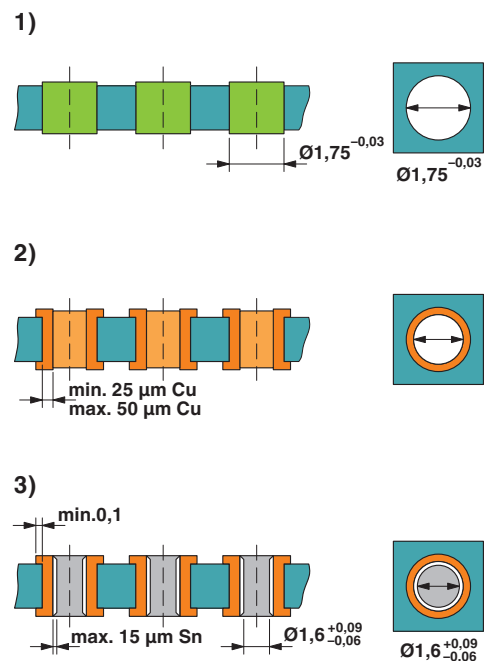 1)
Ø1,75 −0,03
Ø1,75 −0,03
2)
min. 25 µm Cu
max. 50 µm Cu
3)
min.0,1
max. 15 µm Sn
Ø1,6 +0,09 −0,06
Ø1,6 +0,09 −0,06